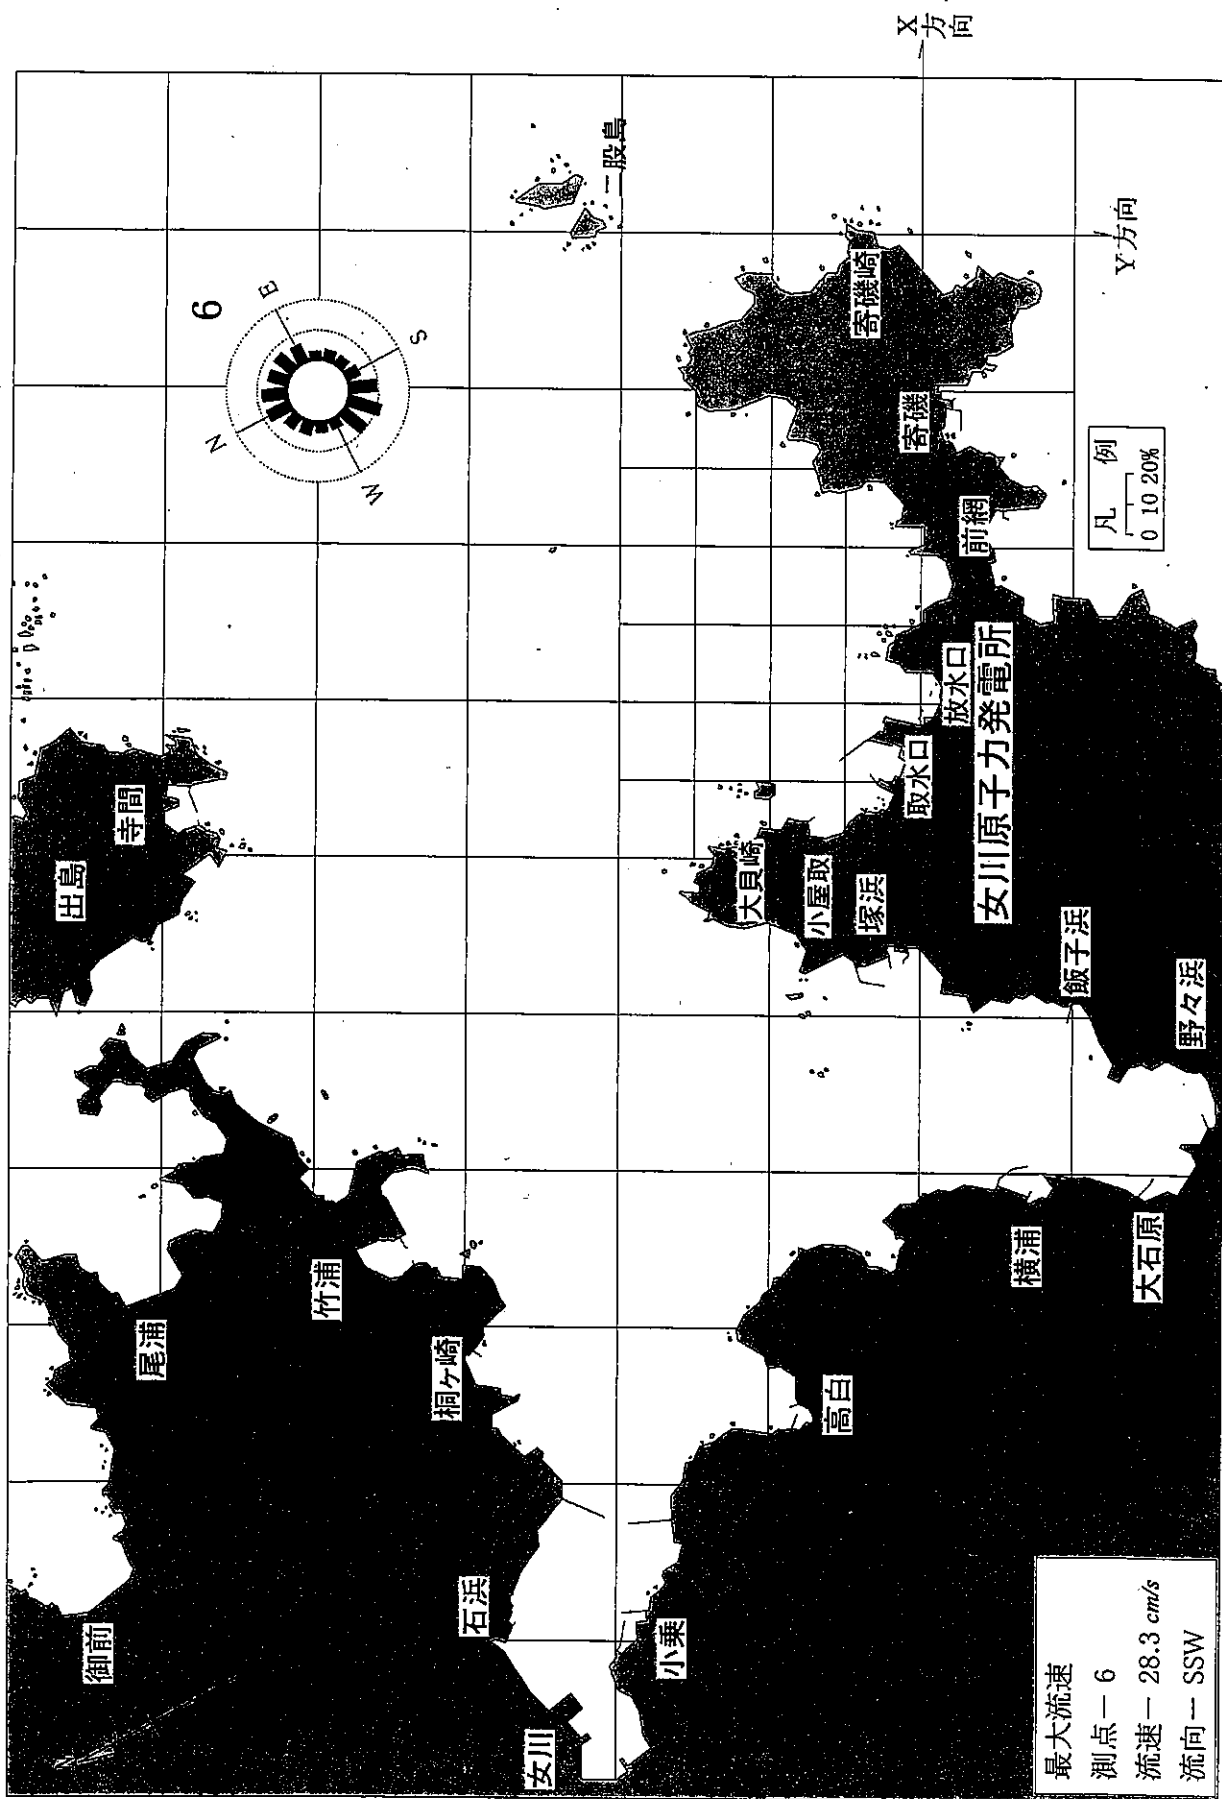 X方向
Y方向
二股島
6
N
E
S
W
寄磯崎
寄磯
前網
凡 例
0 10 20%
出島
寺間
放水口
女川原子力発電所
取水口
大貝崎
小屋取
塚浜
飯子浜
野々浜
尾浦
竹浦
桐ヶ崎
横浦
大石原
高白
御前
石浜
小乗
女川
最大流速
測点－6
流速－28.3 cm/s
流向－SSW